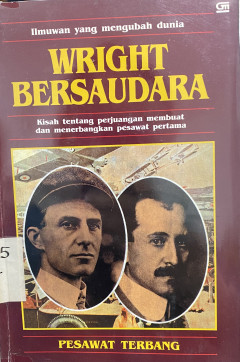 Ilmuwan yang mengubah dunia
WRIGHT
BERSAUDARA
Kisah tentang perjuangan membuat
dan menerbangkan pesawat pertama
5
PESAWAT TERBANG